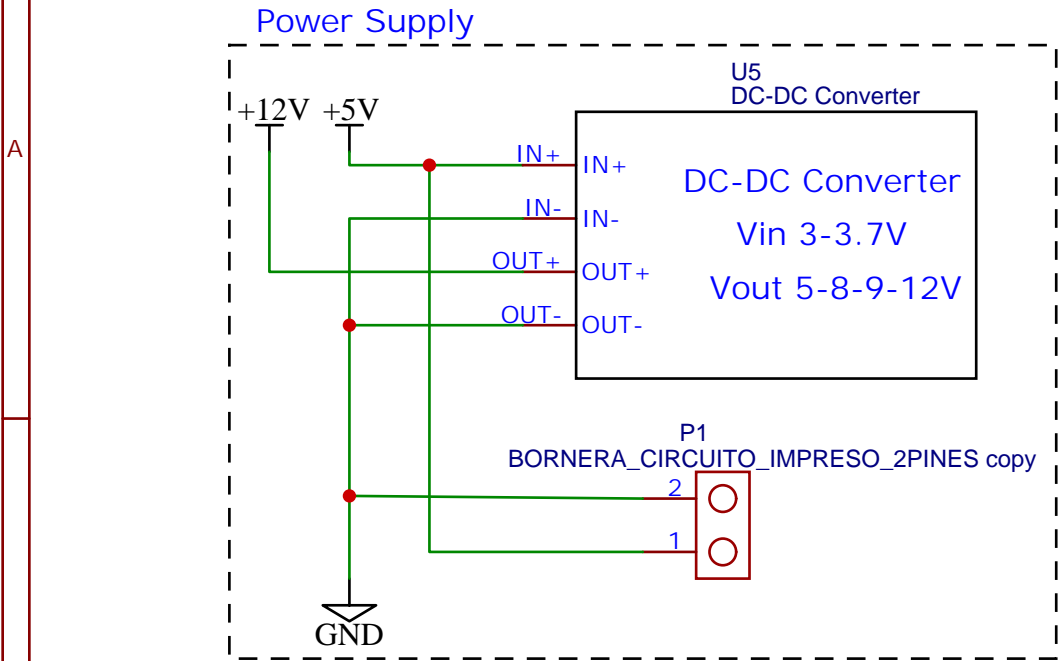 Power Supply
U5
DC-DC Converter
+12V +5V
A
IN+ IN+
DC-DC Converter
IN- IN-
Vin 3-3.7V
OUT+ OUT+
Vout 5-8-9-12V
OUT- OUT-
P1
BORNERA_CIRCUITO_IMPRESO_2PINES copy
2
1
GND